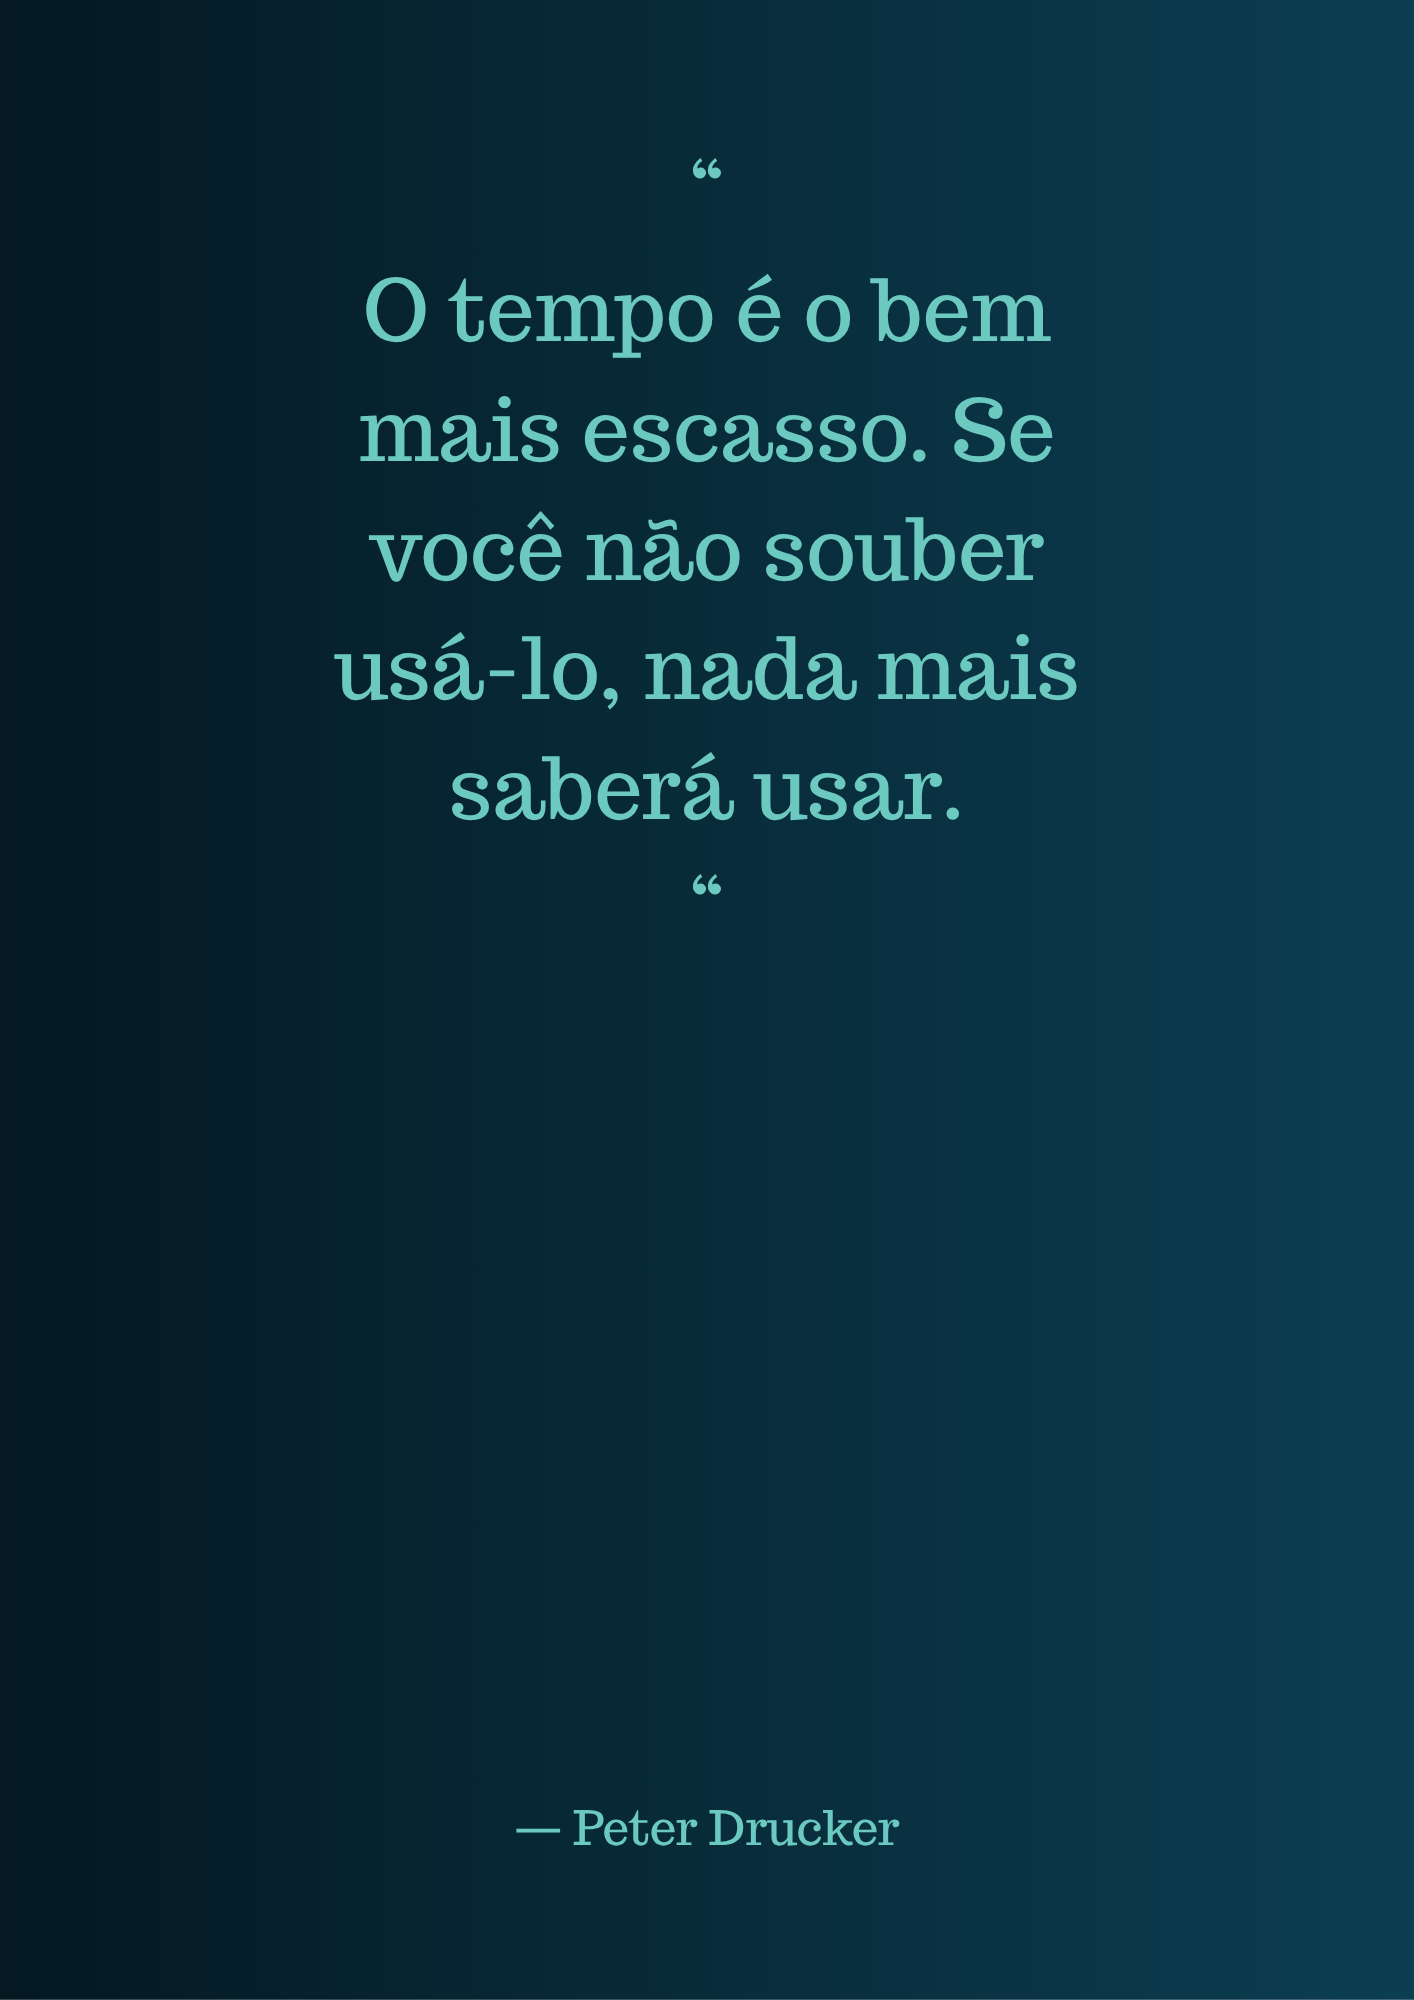 “
O tempo é o bem
mais escasso. Se
você não souber
usá-lo, nada mais
saberá usar.
“
— Peter Drucker